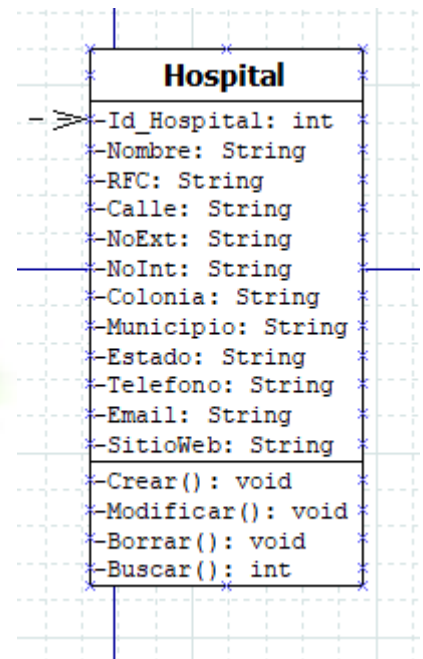 Hospital
-Id_Hospital: int
-Nombre: String
-RFC: String
-Calle: String
-NoExt: String
-NoInt: String
-Colonia: String
-Municipio: String
-Estado: String
-Telefono: String
-Email: String
-SitioWeb: String
-Crear(): void
-Modificar(): void
-Borrar(): void
-Buscar(): int